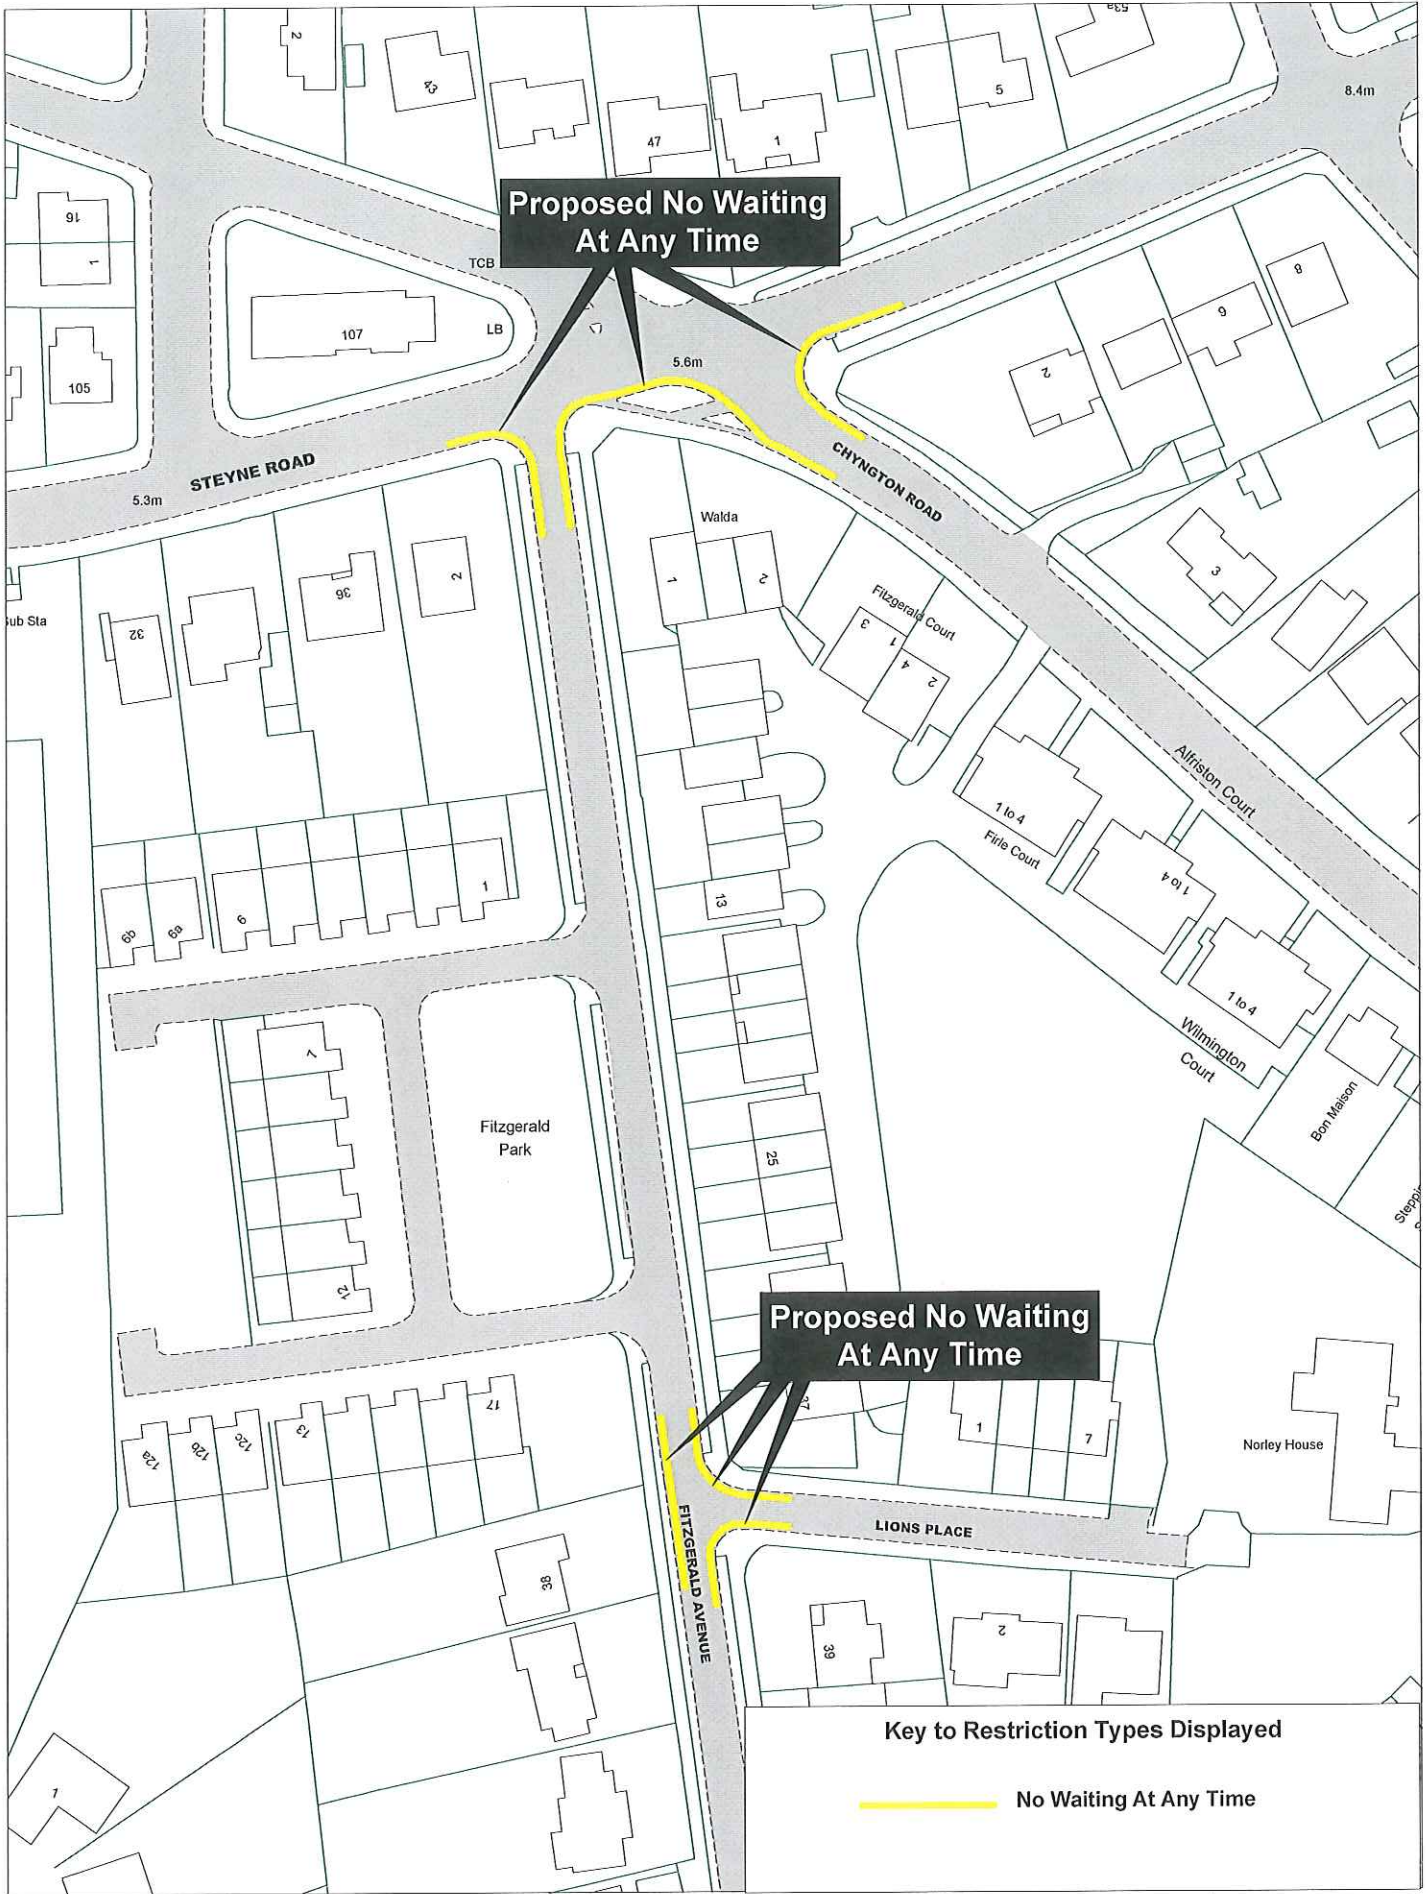 2
43
47
1
5
53a
8.4m
16
1
Proposed No Waiting
At Any Time
TCB
LB
107
105
5.6m
8
6
2
STEYNE ROAD
5.3m
CHYNGTON ROAD
Walda
1
2
3
32
36
2
Fitzgerald Court
3
1
4
2
Alfriston Court
1 to 4
Firle Court
1 to 4
1 to 4
Wilmington
Court
Bon Maison
13
6b
6a
6
1
7
12
Fitzgerald
Park
25
Proposed No Waiting
At Any Time
1
7
Norley House
12a
12b
12c
13
17
LIONS PLACE
FITZGERALD AVENUE
38
39
2
1
Key to Restriction Types Displayed
No Waiting At Any Time